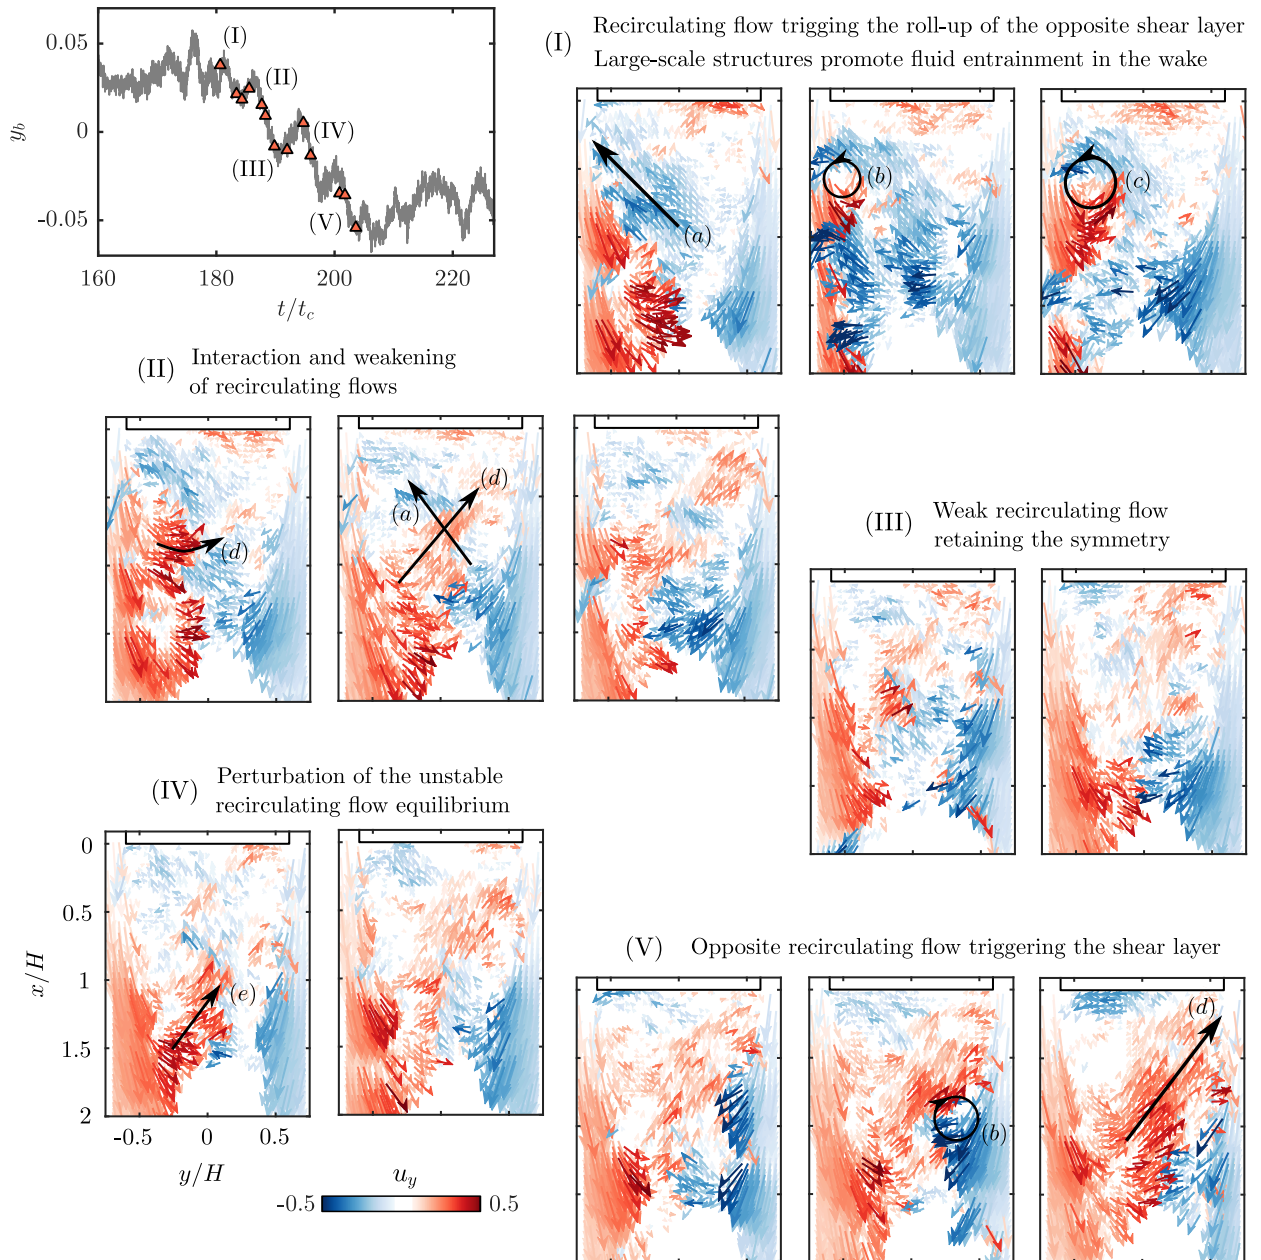 0.05
0
-0.05
y_b
160
180
200
220
t/t_c
(I)
(II)
(III)
(IV)
(V)
(I)
Recirculating flow trigging the roll-up of the opposite shear layer
Large-scale structures promote fluid entrainment in the wake
(a)
(b)
(c)
(II)
Interaction and weakening
of recirculating flows
(d)
(a)
(d)
(III)
Weak recirculating flow
retaining the symmetry
(IV)
Perturbation of the unstable
recirculating flow equilibrium
0
0.5
1
1.5
2
x/H
(e)
-0.5
0
0.5
y/H
u_y
-0.5
0.5
(V)
Opposite recirculating flow triggering the shear layer
(b)
(d)